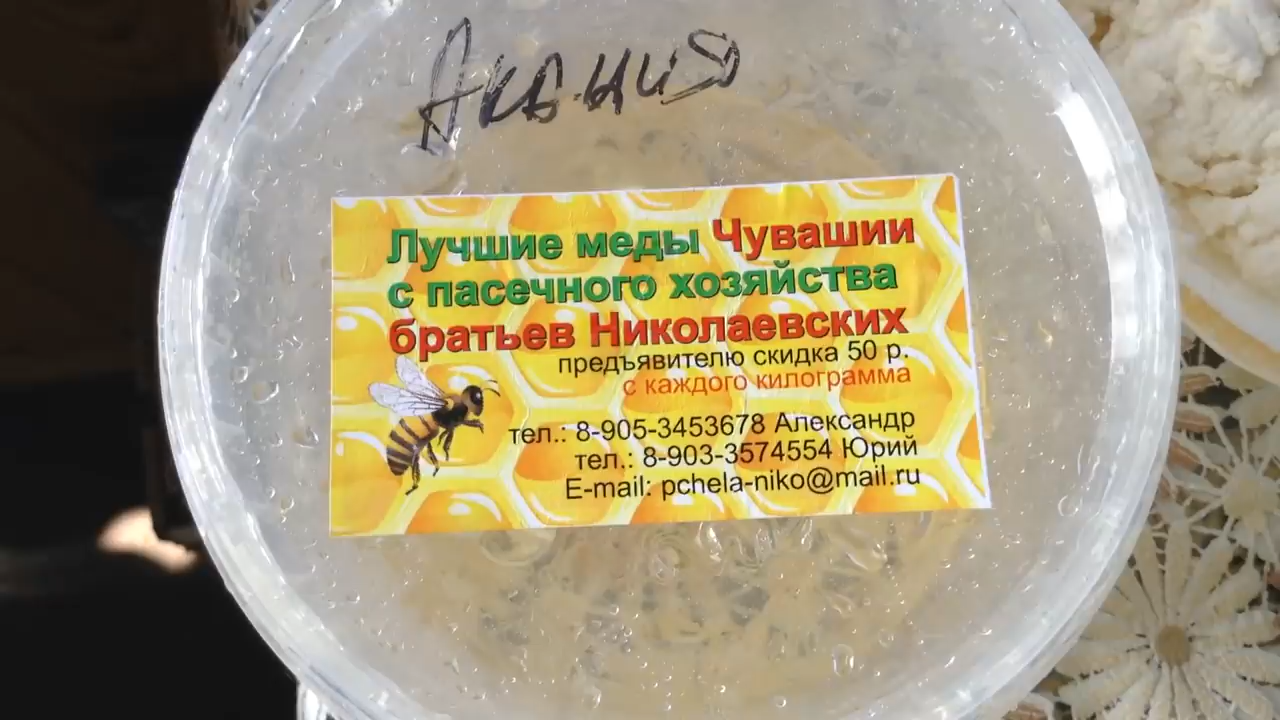 Акация
Лучшие меды Чувашии
с пасечного хозяйства
братьев Николаевских
предъявителю скидка 50 р.
с каждого килограмма
тел.: 8-905-3453678 Александр
тел.: 8-903-3574554 Юрий
E-mail: pchela-niko@mail.ru